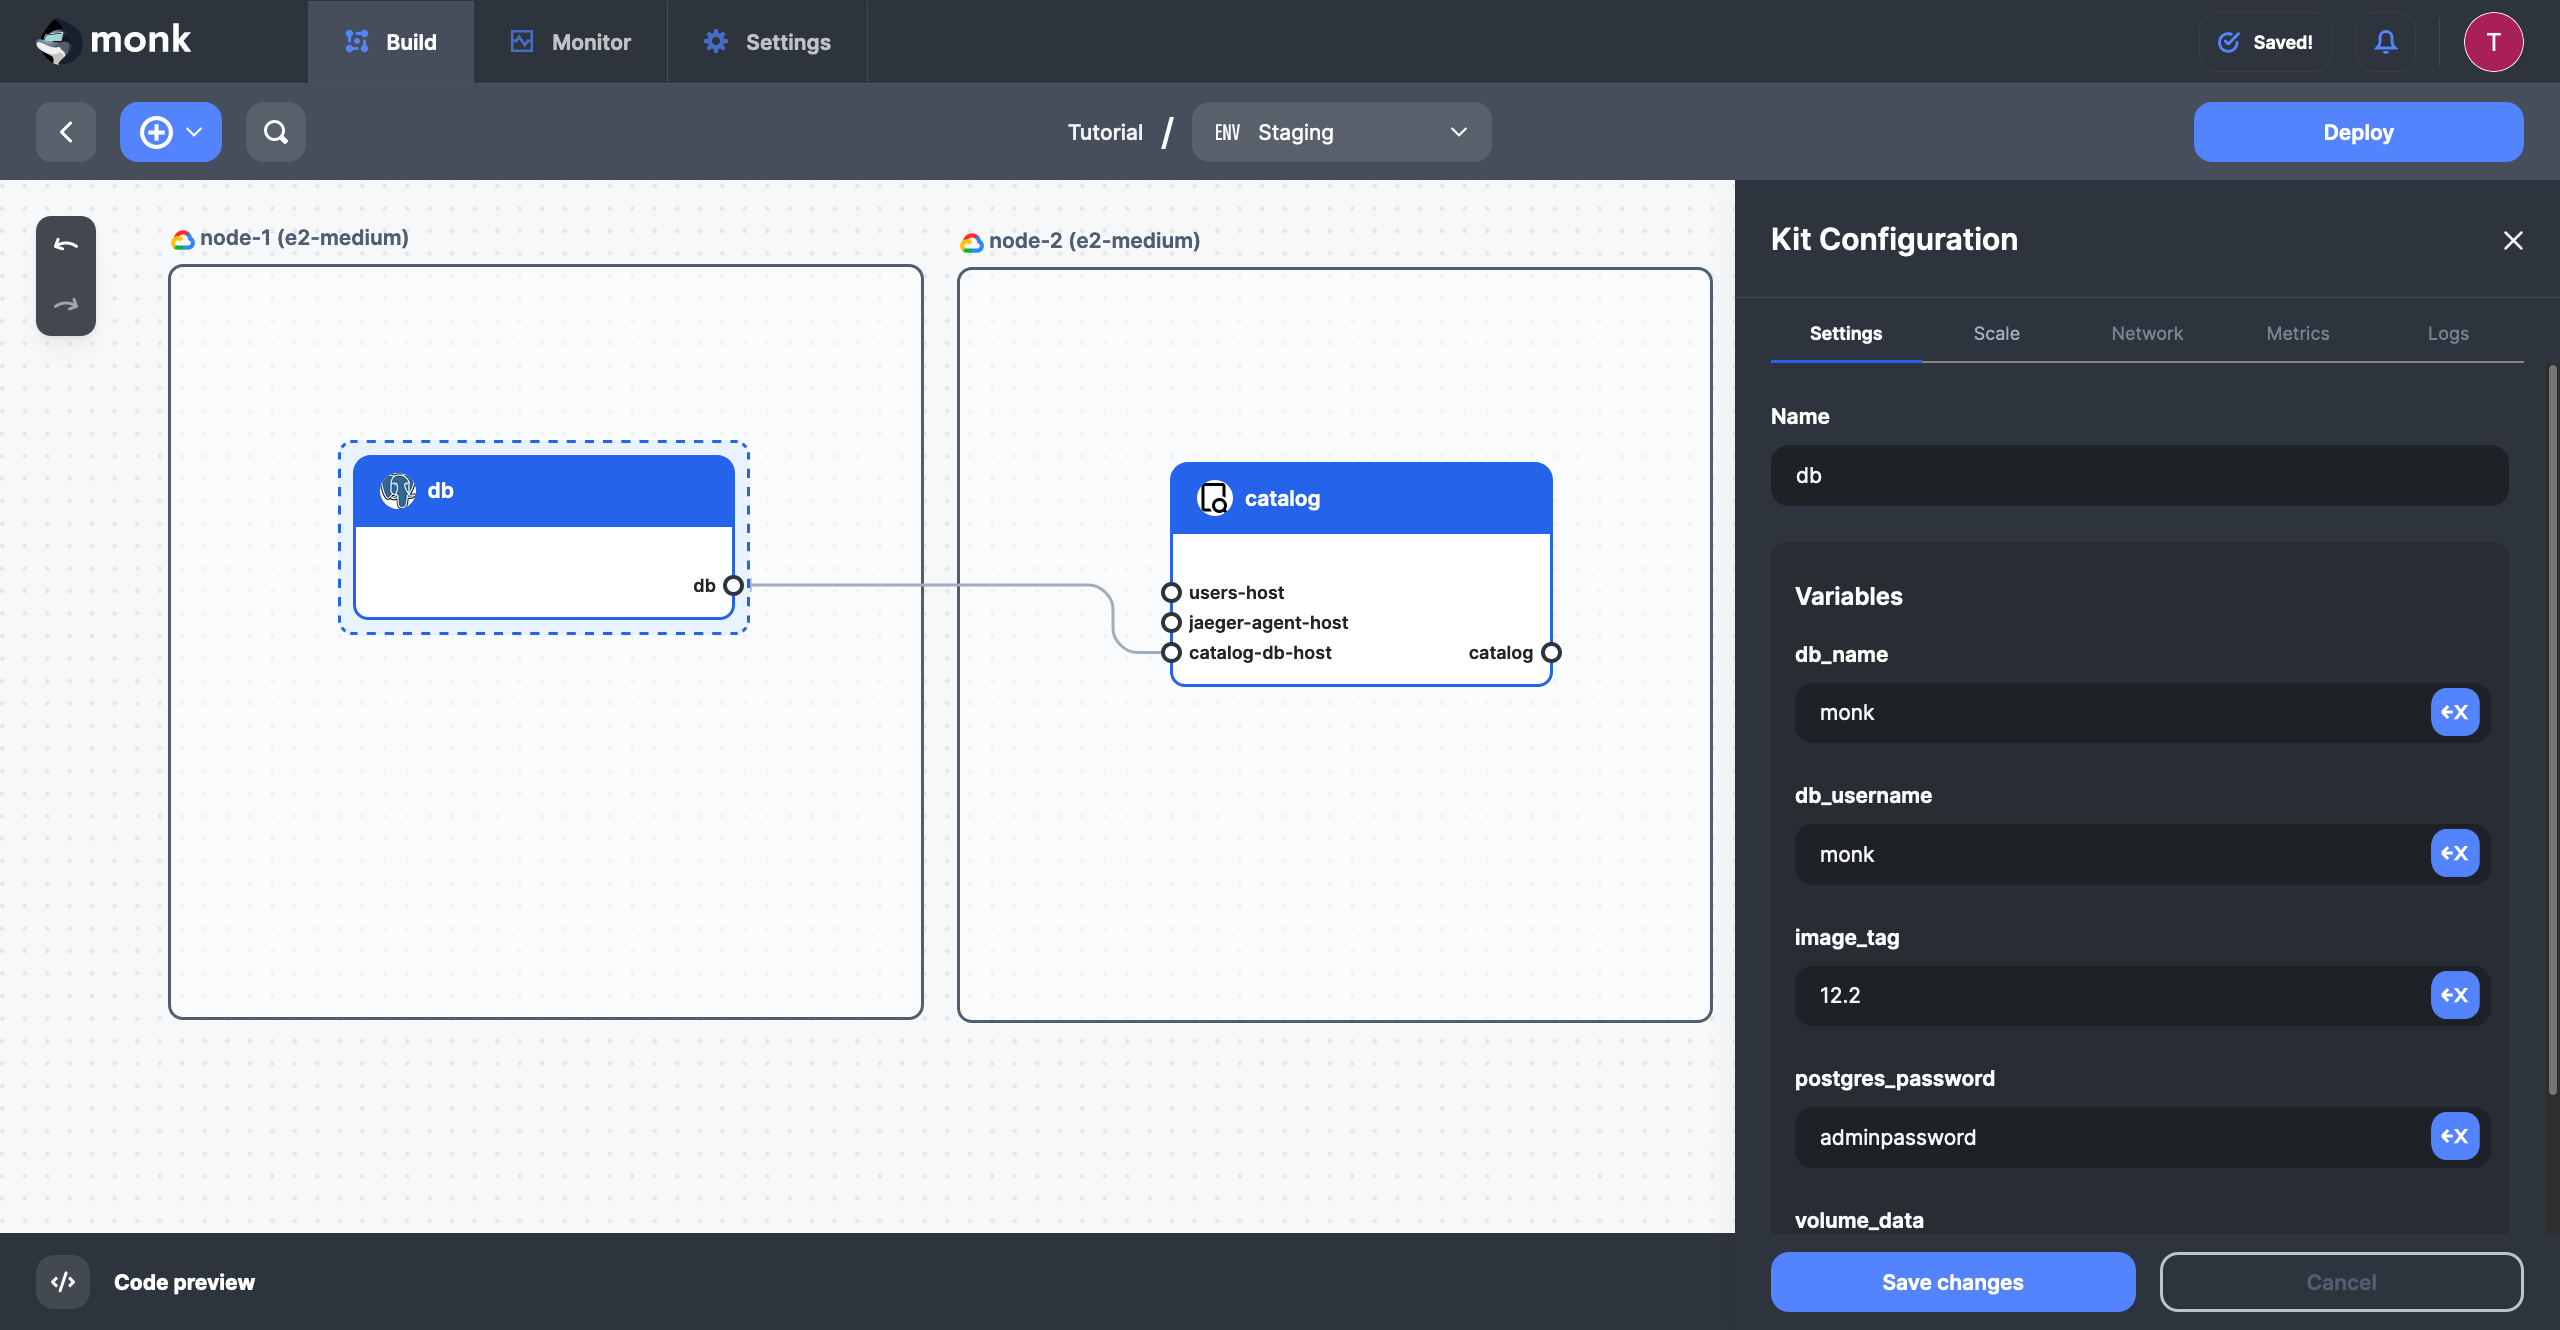 monk
Build
Monitor
Settings
Saved!
T
Tutorial / ENV Staging
Deploy
node-1 (e2-medium)
node-2 (e2-medium)
db
db
catalog
users-host
jaeger-agent-host
catalog-db-host
catalog
Kit Configuration
Settings
Scale
Network
Metrics
Logs
Name
db
Variables
db_name
monk
db_username
monk
image_tag
12.2
postgres_password
adminpassword
volume_data
Code preview
Save changes
Cancel